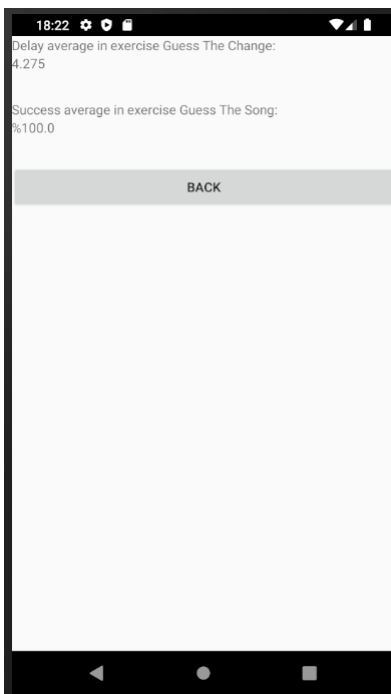 18:22
Delay average in exercise Guess The Change:
4.275
Success average in exercise Guess The Song:
%100.0
BACK